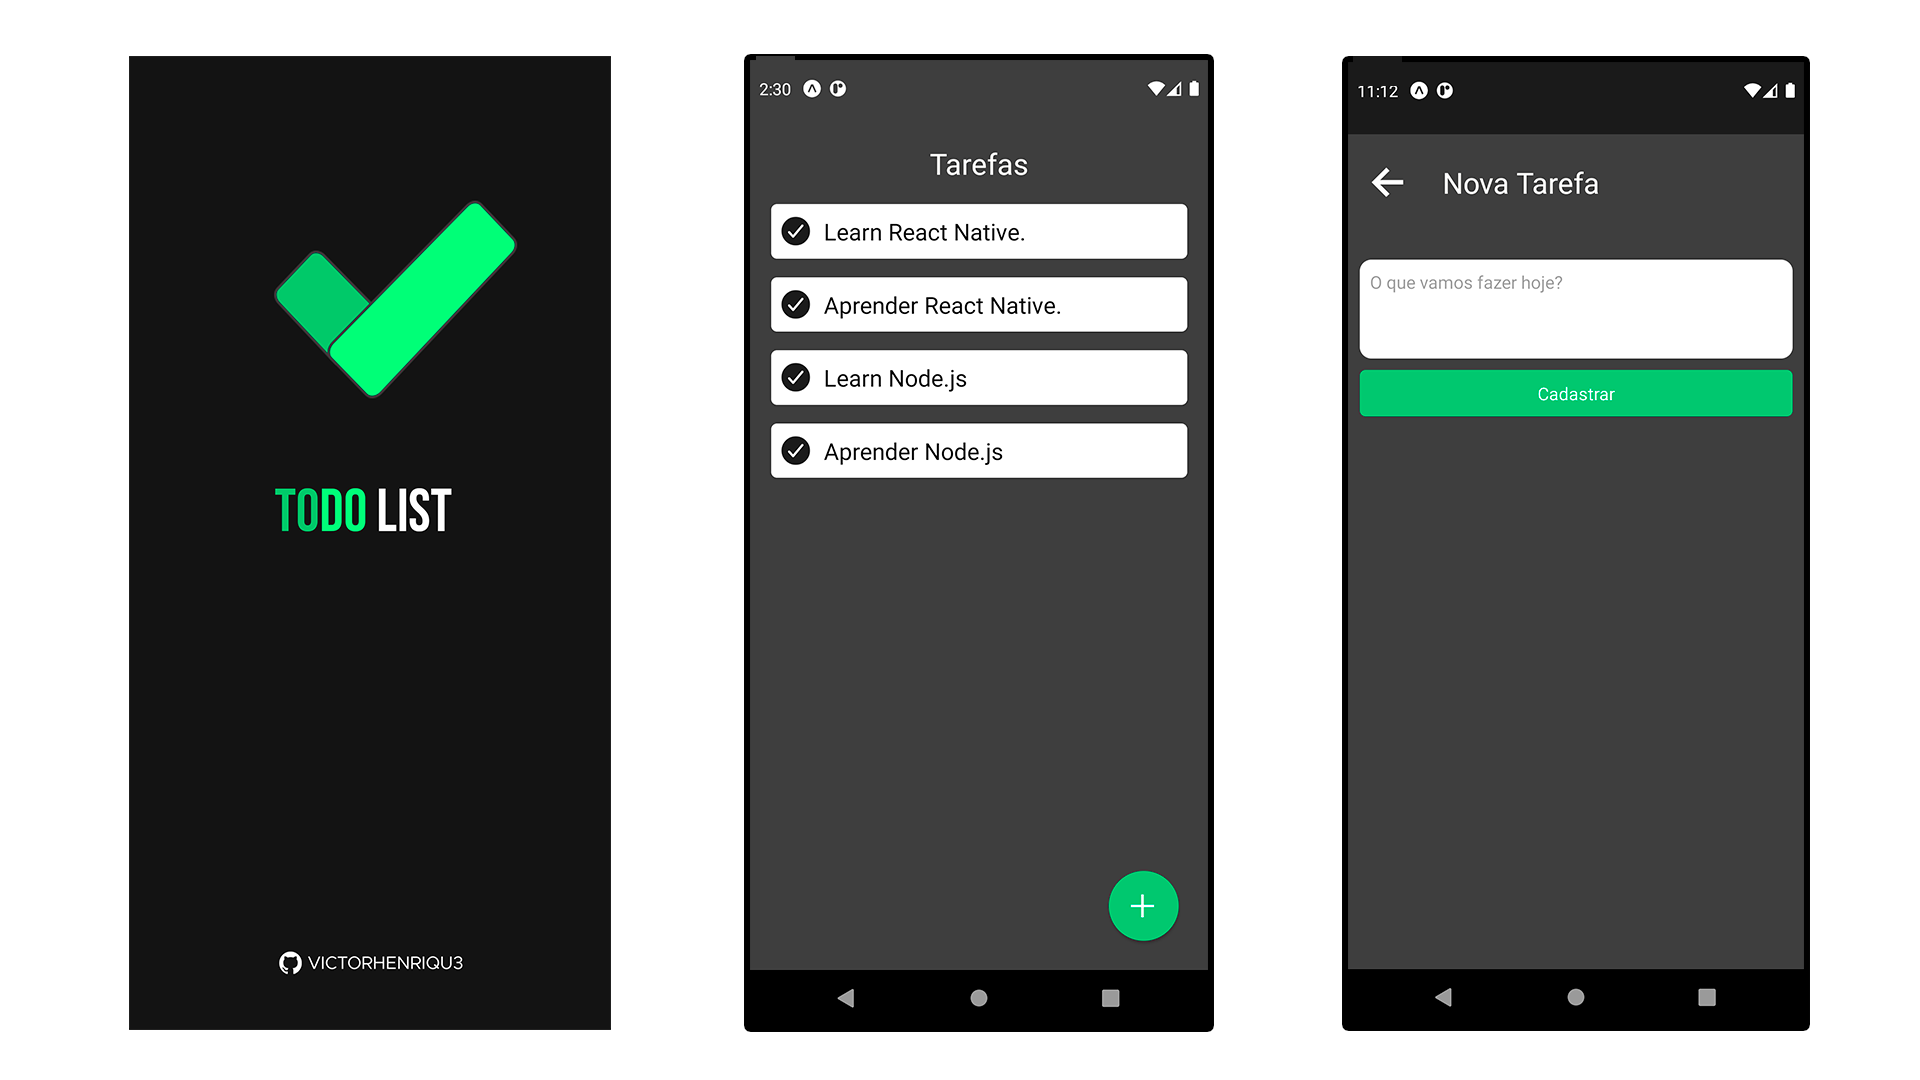 TODO LIST
VICTORHENRIQU3
2:30
Tarefas
Learn React Native.
Aprender React Native.
Learn Node.js
Aprender Node.js
11:12
Nova Tarefa
O que vamos fazer hoje?
Cadastrar